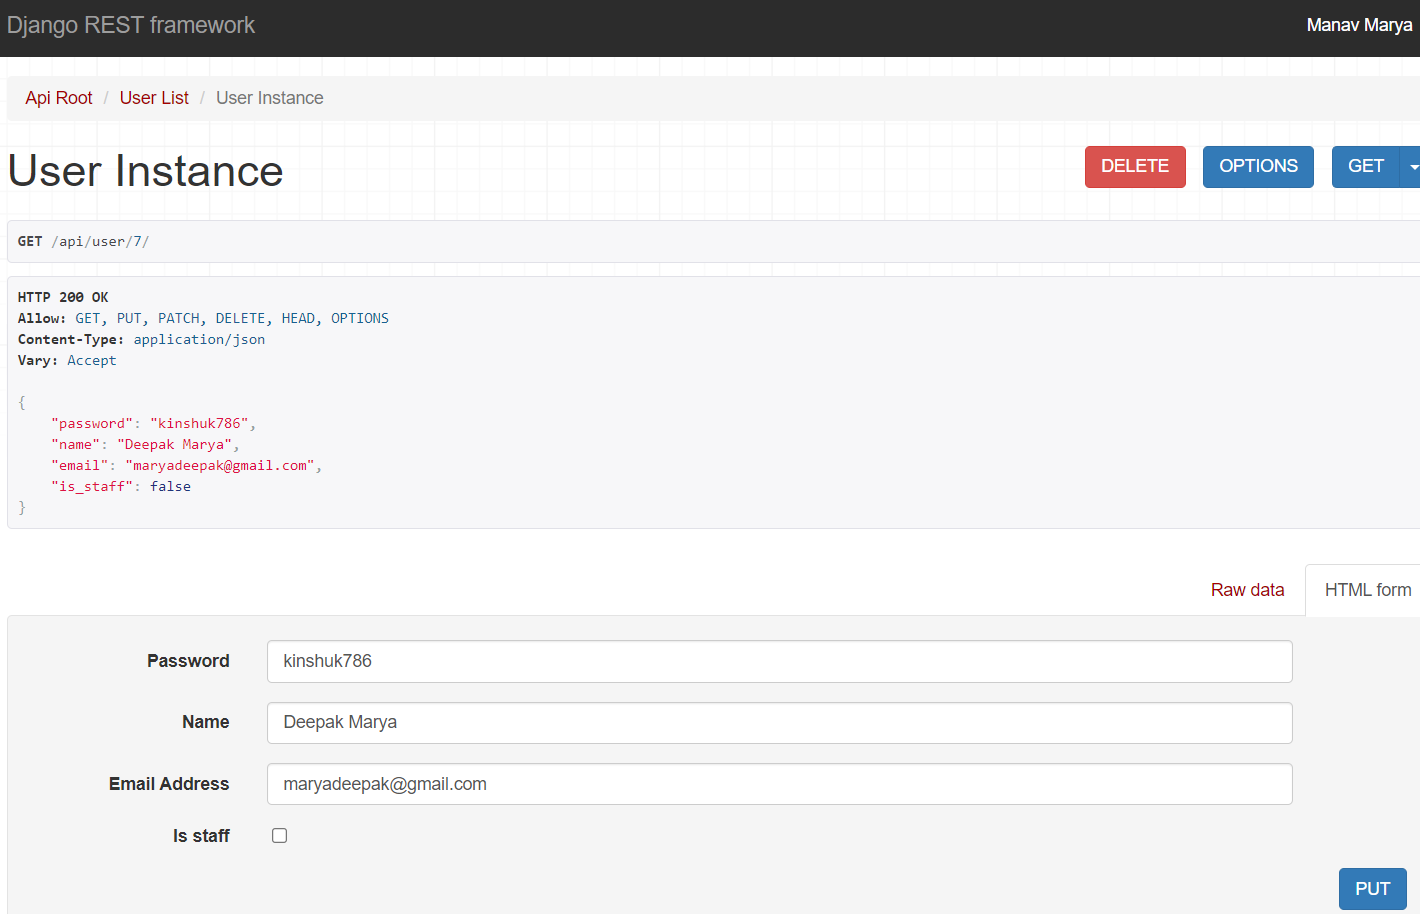 Django REST framework
Manav Marya
Api Root / User List / User Instance
User Instance
DELETE
OPTIONS
GET
GET /api/user/7/
HTTP 200 OK
Allow: GET, PUT, PATCH, DELETE, HEAD, OPTIONS
Content-Type: application/json
Vary: Accept
{
    "password": "kinshuk786",
    "name": "Deepak Marya",
    "email": "maryadeepak@gmail.com",
    "is_staff": false
}
Raw data
HTML form
Password
kinshuk786
Name
Deepak Marya
Email Address
maryadeepak@gmail.com
Is staff
PUT